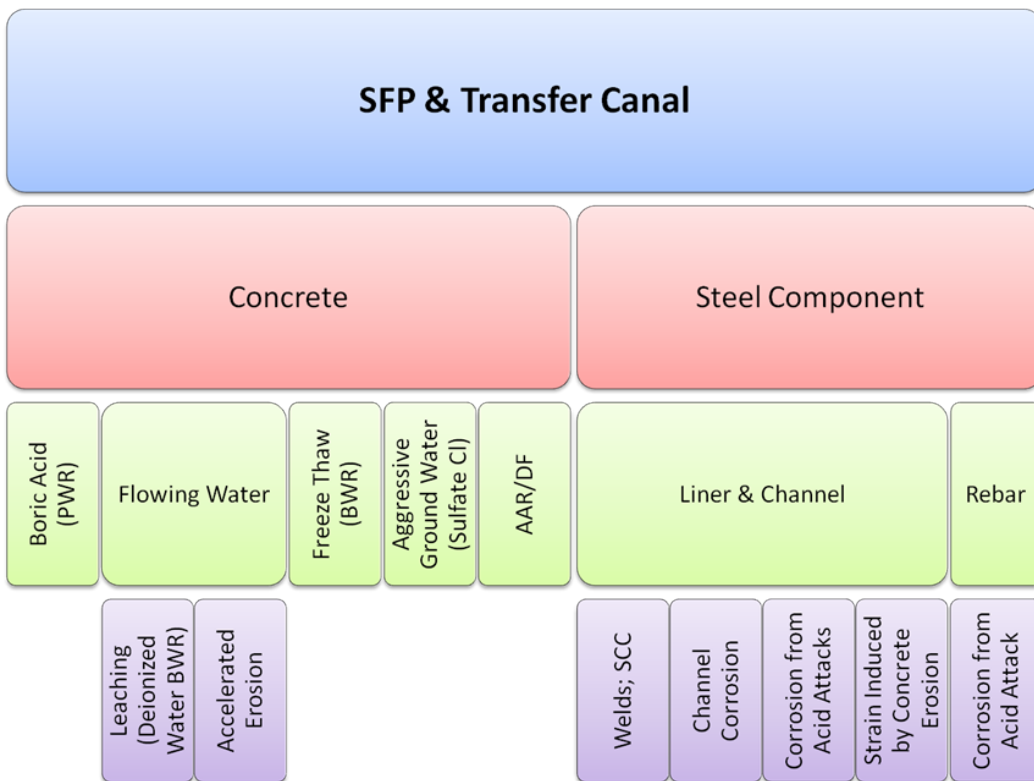 SFP & Transfer Canal
Concrete
Steel Component
Boric Acid
(PWR)
Flowing Water
Freeze Thaw
(BWR)
Aggressive
Ground Water
(Sulfate Cl)
AAR/DF
Liner & Channel
Rebar
Leaching
(Deionized
Water BWR)
Accelerated
Erosion
Welds; SCC
Channel
Corrosion
Corrosion from
Acid Attacks
Strain Induced
by Concrete
Erosion
Corrosion from
Acid Attack